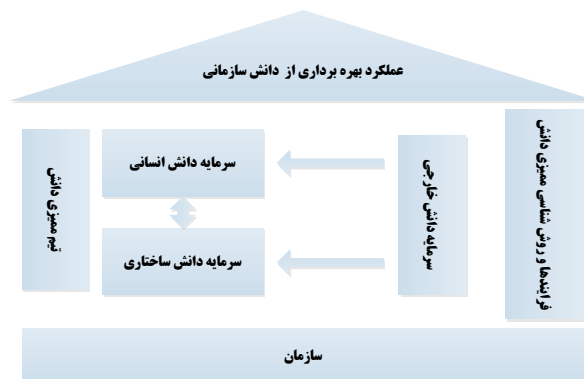 عملکرد بهره برداری از دانش سازمانی
فرایندها و روش شناسی ممیزی دانش
سرمایه دانش خارجی
سرمایه دانش انسانی
سرمایه دانش ساختاری
تیم ممیزی دانش
سازمان